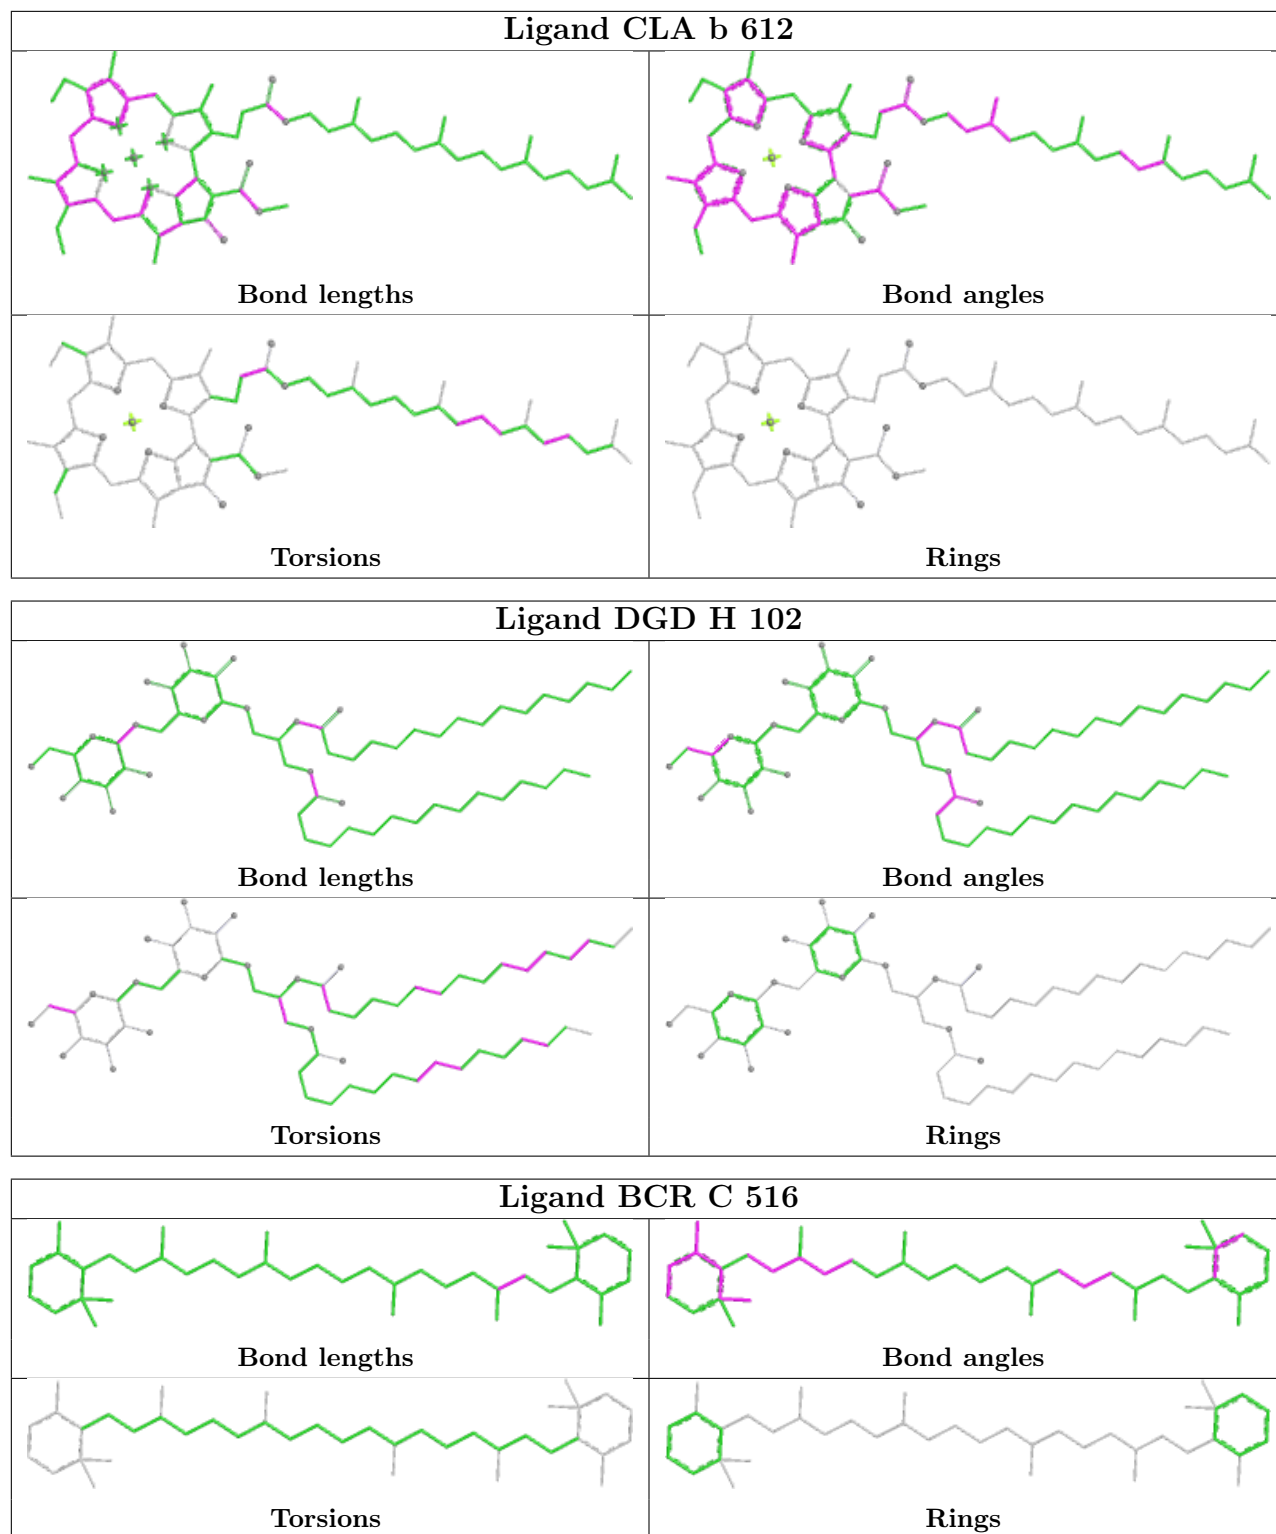 Ligand CLA b 612
Bond lengths
Bond angles
Torsions
Rings
Ligand DGD H 102
Bond lengths
Bond angles
Torsions
Rings
Ligand BCR C 516
Bond lengths
Bond angles
Torsions
Rings